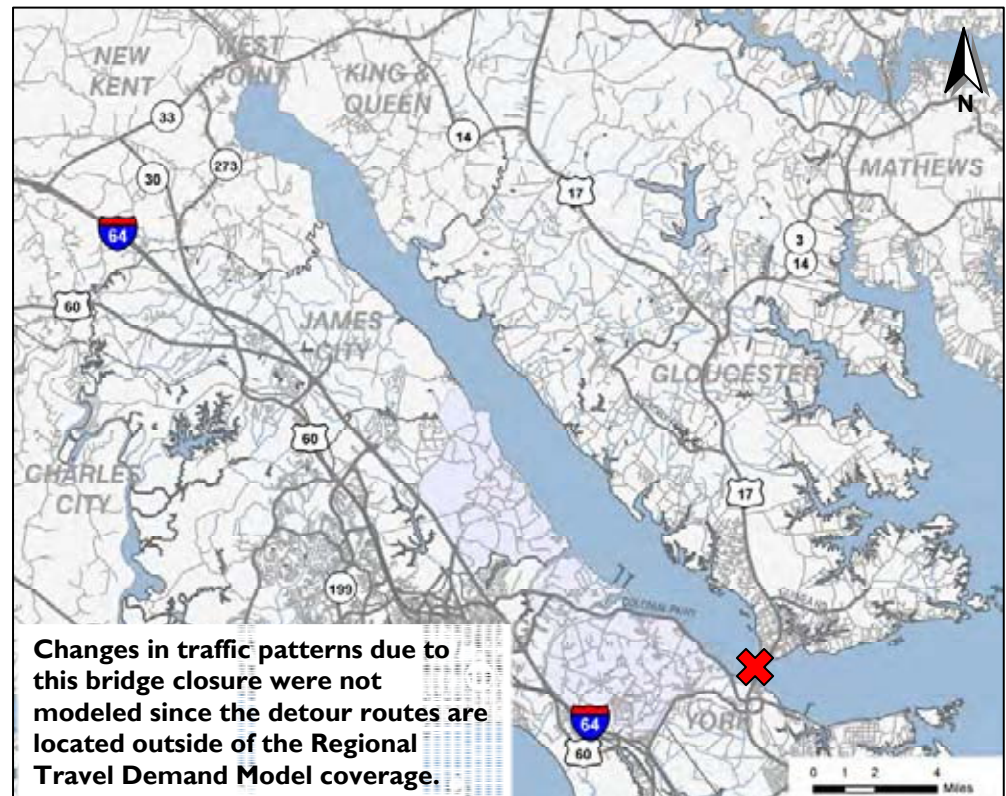 NEW
KENT
WEST
POINT
KING &
QUEEN
N
33
14
MATHEWS
30
273
17
64
3
14
60
JAMES
CITY
GLOUCESTER
60
CHARLES
CITY
17
199
COLONIAL PKWY
Changes in traffic patterns due to
this bridge closure were not
modeled since the detour routes are
located outside of the Regional
Travel Demand Model coverage.
64
60
YORK
0 1 2 4
Miles